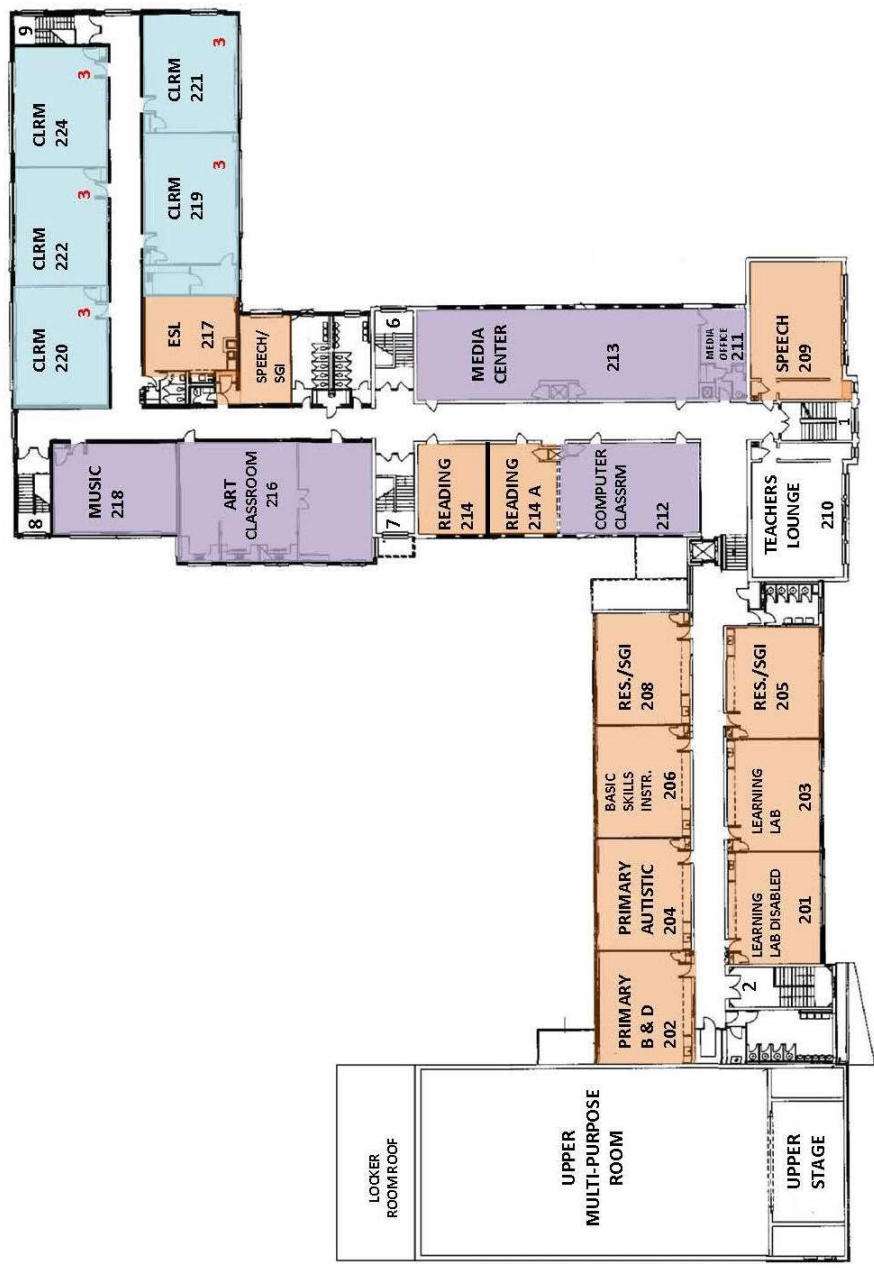 9
CLRM
224
3
CLRM
221
3
CLRM
222
3
CLRM
219
3
CLRM
220
3
ESL
217
SPEECH/
SGI
6
MEDIA
CENTER
213
MEDIA
OFFICE
211
SPEECH
209
1
8
MUSIC
218
ART
CLASSROOM
216
7
READING
214
READING
214 A
COMPUTER
CLASSRM
212
TEACHERS
LOUNGE
210
RES./SGI
208
RES./SGI
205
BASIC
SKILLS
INSTR.
206
LEARNING
LAB
203
PRIMARY
AUTISTIC
204
LEARNING
LAB DISABLED
201
PRIMARY
B & D
202
2
LOCKER
ROOM ROOF
UPPER
MULTI-PURPOSE
ROOM
UPPER
STAGE